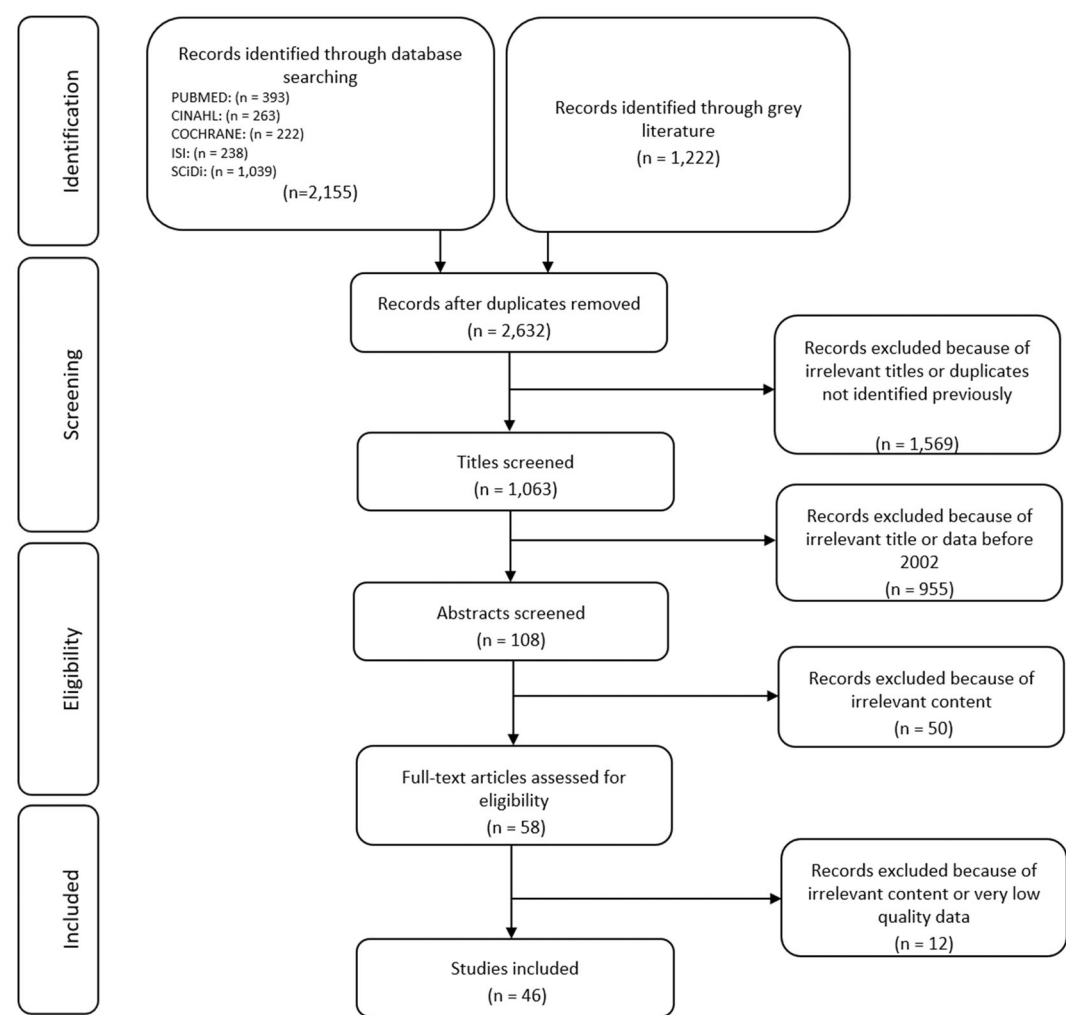 Identification
Records identified through database
searching
PUBMED: (n = 393)
CINAHL: (n = 263)
COCHRANE: (n = 222)
ISI: (n = 238)
SCiDi: (n = 1,039)
(n=2,155)
Records identified through grey
literature
(n = 1,222)
Screening
Records after duplicates removed
(n = 2,632)
Records excluded because of
irrelevant titles or duplicates
not identified previously
(n = 1,569)
Titles screened
(n = 1,063)
Records excluded because of
irrelevant title or data before
2002
(n = 955)
Eligibility
Abstracts screened
(n = 108)
Records excluded because of
irrelevant content
(n = 50)
Full-text articles assessed for
eligibility
(n = 58)
Included
Records excluded because of
irrelevant content or very low
quality data
(n = 12)
Studies included
(n = 46)